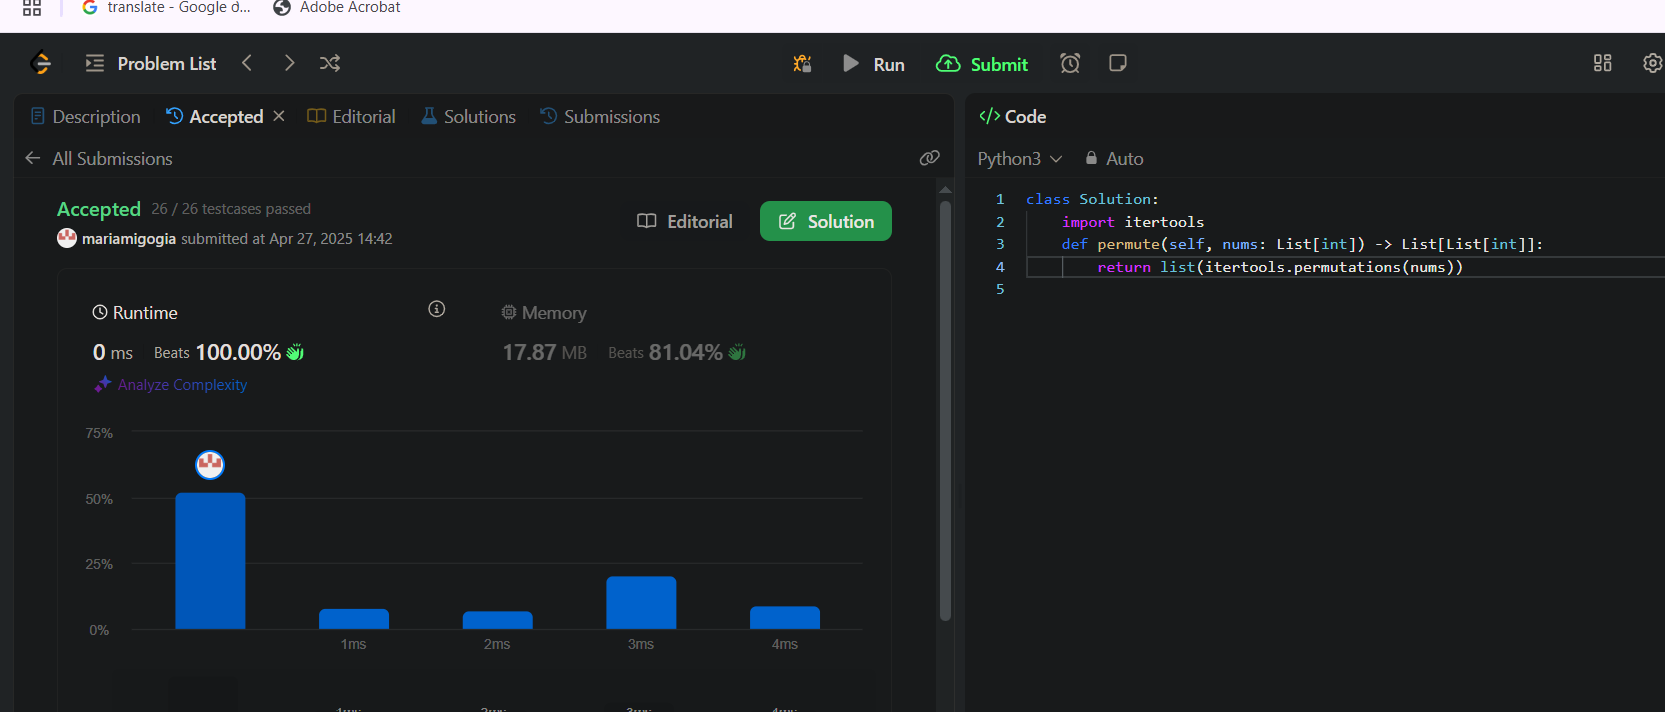 translate - Google d... Adobe Acrobat
Problem List Run Submit
Description Accepted Editorial Solutions Submissions
All Submissions
Accepted 26 / 26 testcases passed
mariamigogia submitted at Apr 27, 2025 14:42
Editorial Solution
Runtime Memory
0 ms Beats 100.00% 17.87 MB Beats 81.04%
Analyze Complexity
75%
50%
25%
0%
1ms 2ms 3ms 4ms
1ms 2ms 3ms 4ms
</> Code
Python3 Auto
1 class Solution:
2 import itertools
3 def permute(self, nums: List[int]) -> List[List[int]]:
4 return list(itertools.permutations(nums))
5